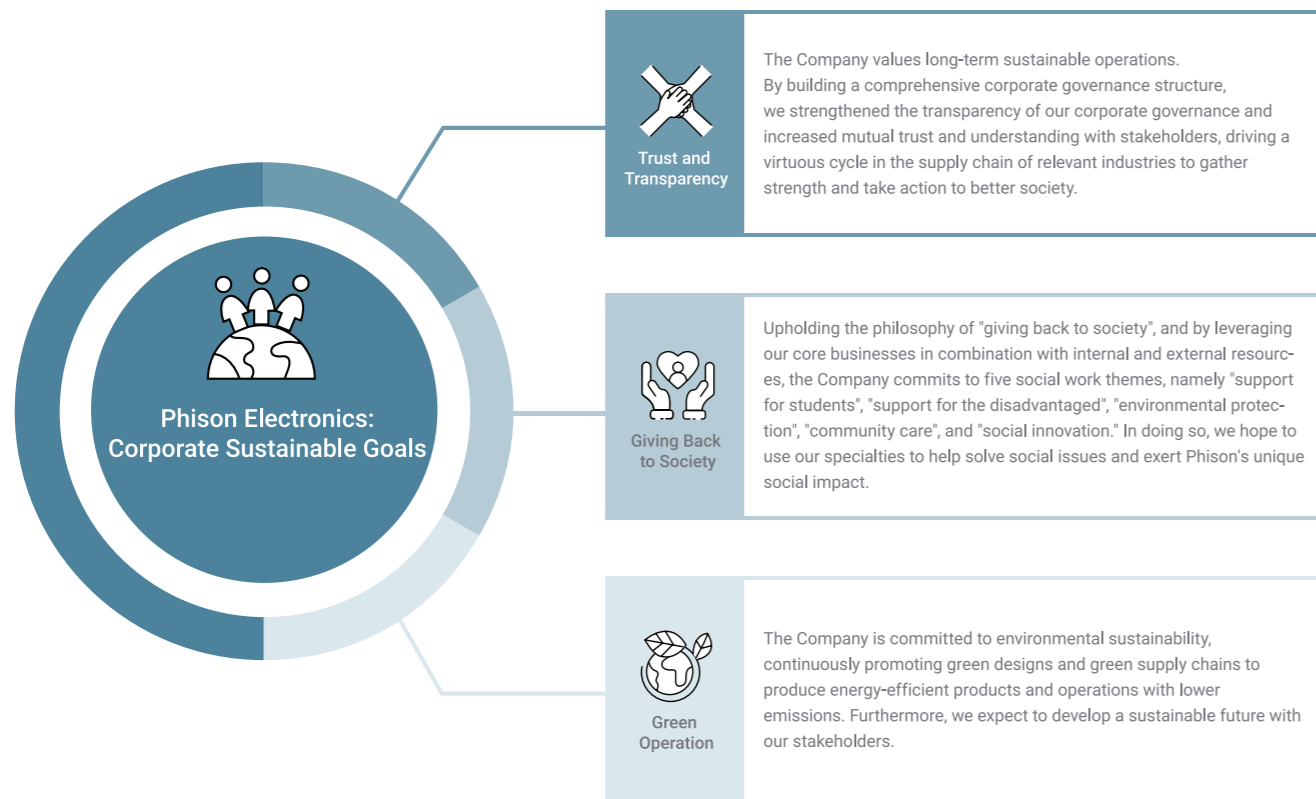 Phison Electronics:
Corporate Sustainable Goals
Trust and
Transparency
The Company values long-term sustainable operations.
By building a comprehensive corporate governance structure,
we strengthened the transparency of our corporate governance and
increased mutual trust and understanding with stakeholders, driving a
virtuous cycle in the supply chain of relevant industries to gather
strength and take action to better society.
Giving Back
to Society
Upholding the philosophy of "giving back to society", and by leveraging
our core businesses in combination with internal and external resourc-
es, the Company commits to five social work themes, namely "support
for students", "support for the disadvantaged", "environmental protec-
tion", "community care", and "social innovation." In doing so, we hope to
use our specialties to help solve social issues and exert Phison's unique
social impact.
Green
Operation
The Company is committed to environmental sustainability,
continuously promoting green designs and green supply chains to
produce energy-efficient products and operations with lower
emissions. Furthermore, we expect to develop a sustainable future with
our stakeholders.